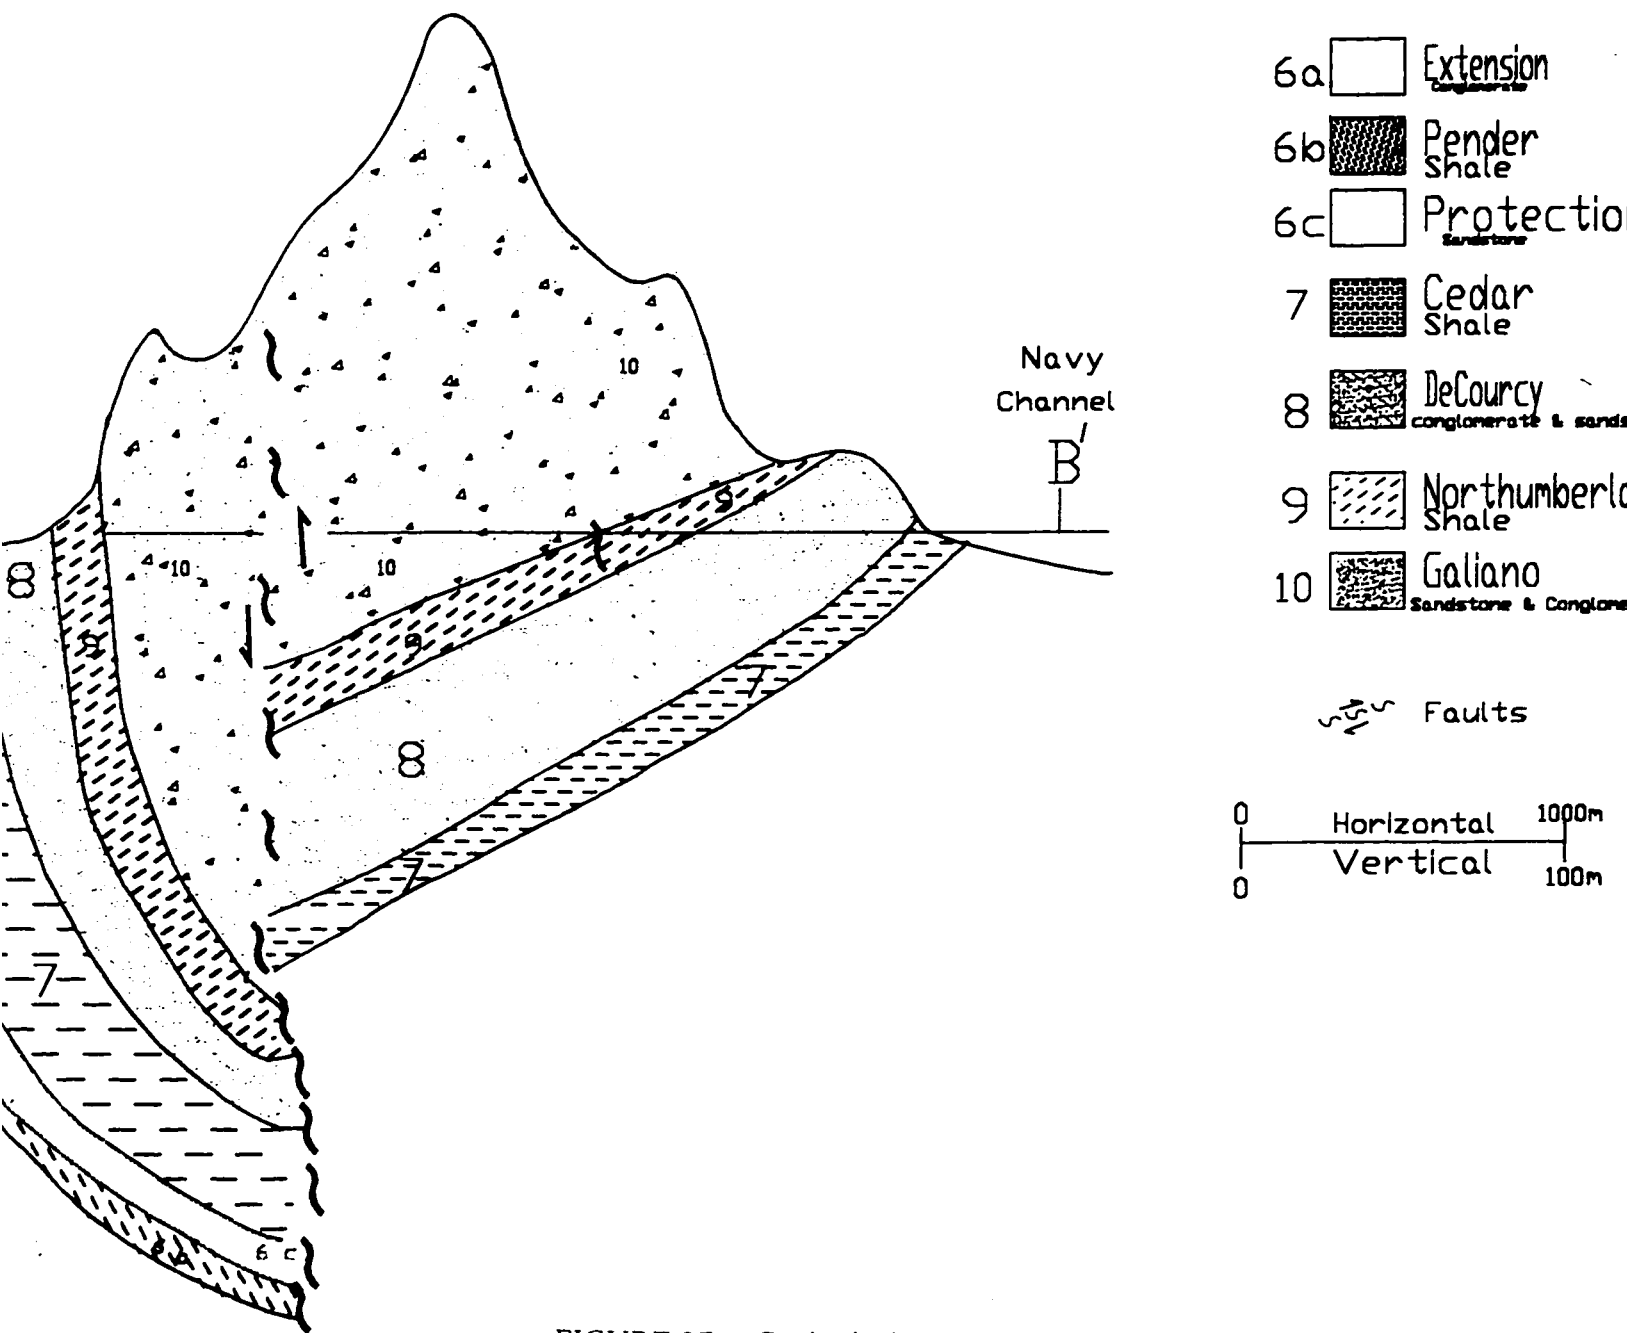 6a Extension
Conglomerate
6b Pender
Shale
6c Protection
Sandstone
7 Cedar
Shale
8 DeCourcy
conglomerate & sands
9 Northumberla
Shale
10 Galiano
Sandstone & Conglome
Faults
0 Horizontal 1000m
0 Vertical 100m
Navy
Channel
B'
10
10
10
9
9
9
8
8
7
7
7
6b
6c